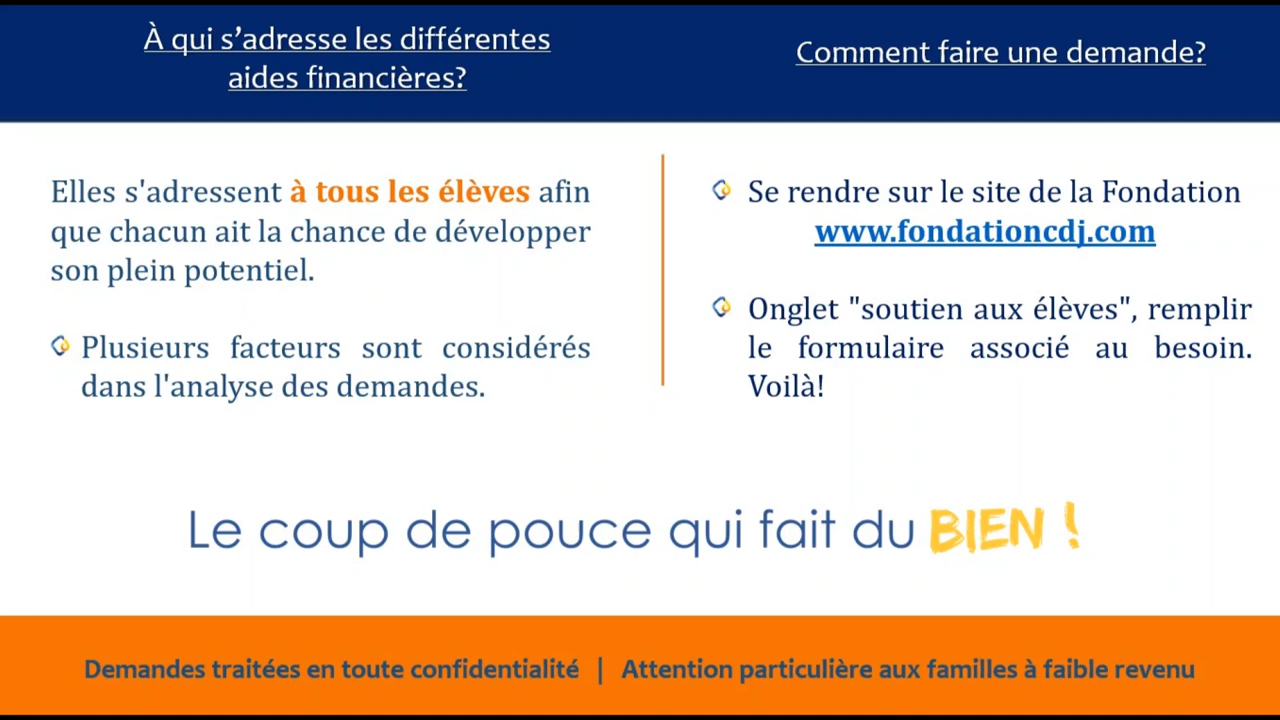 À qui s’adresse les différentes
aides financières?
Elles s'adressent à tous les élèves afin
que chacun ait la chance de développer
son plein potentiel.
Plusieurs facteurs sont considérés
dans l'analyse des demandes.
Comment faire une demande?
Se rendre sur le site de la Fondation
www.fondationcdj.com
Onglet "soutien aux élèves", remplir
le formulaire associé au besoin.
Voilà!
Le coup de pouce qui fait du BIEN !
Demandes traitées en toute confidentialité | Attention particulière aux familles à faible revenu